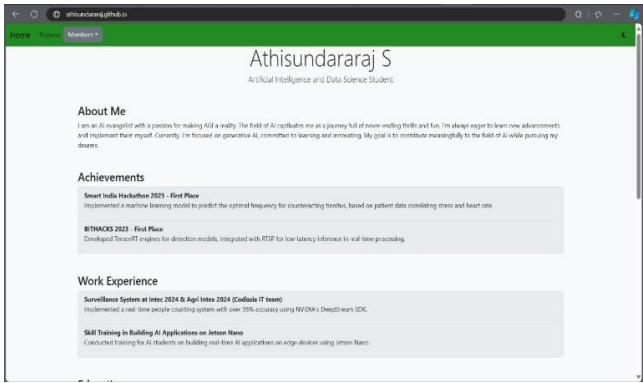 athisundararaj.github.io
Home Projects Members
Athisundararaj S
Artificial Intelligence and Data Science Student
About Me
I am an AI evangelist with a passion for making AGI a reality. The field of AI captivates me as a journey full of never-ending thrills and fun. I'm always eager to learn new advancements
and implement them myself. Currently, I'm focused on generative AI, committed to learning and innovating. My goal is to contribute meaningfully to the field of AI while pursuing my
dreams.
Achievements
Smart India Hackathon 2023 - First Place
Implemented a machine learning model to predict the optimal frequency for counteracting tinnitus, based on patient data correlating stress and heart rate.
BITHACKS 2023 - First Place
Developed TensorRT engines for detection models, integrated with RTSP for low-latency inference in real-time processing.
Work Experience
Surveillance System at Intec 2024 & Agri Intex 2024 (Codissia IT team)
Implemented a real-time people counting system with over 95% accuracy using NVIDIA's DeepStream SDK.
Skill Training in Building AI Applications on Jetson Nano
Conducted training for AI students on building real-time AI applications on edge devices using Jetson Nano.